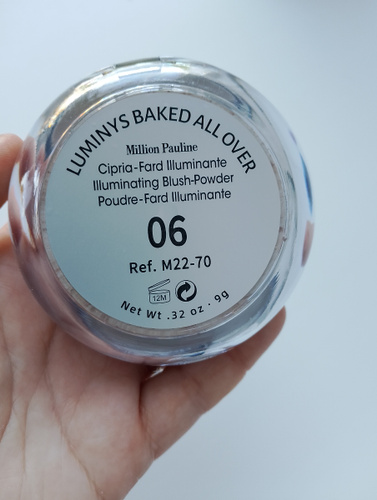 LUMINYS BAKED ALL OVER
Million Pauline
Cipria-Fard Illuminante
Illuminating Blush-Powder
Poudre-Fard Illuminante
06
Ref. M22-70
12M
Net Wt .32 oz · 9g